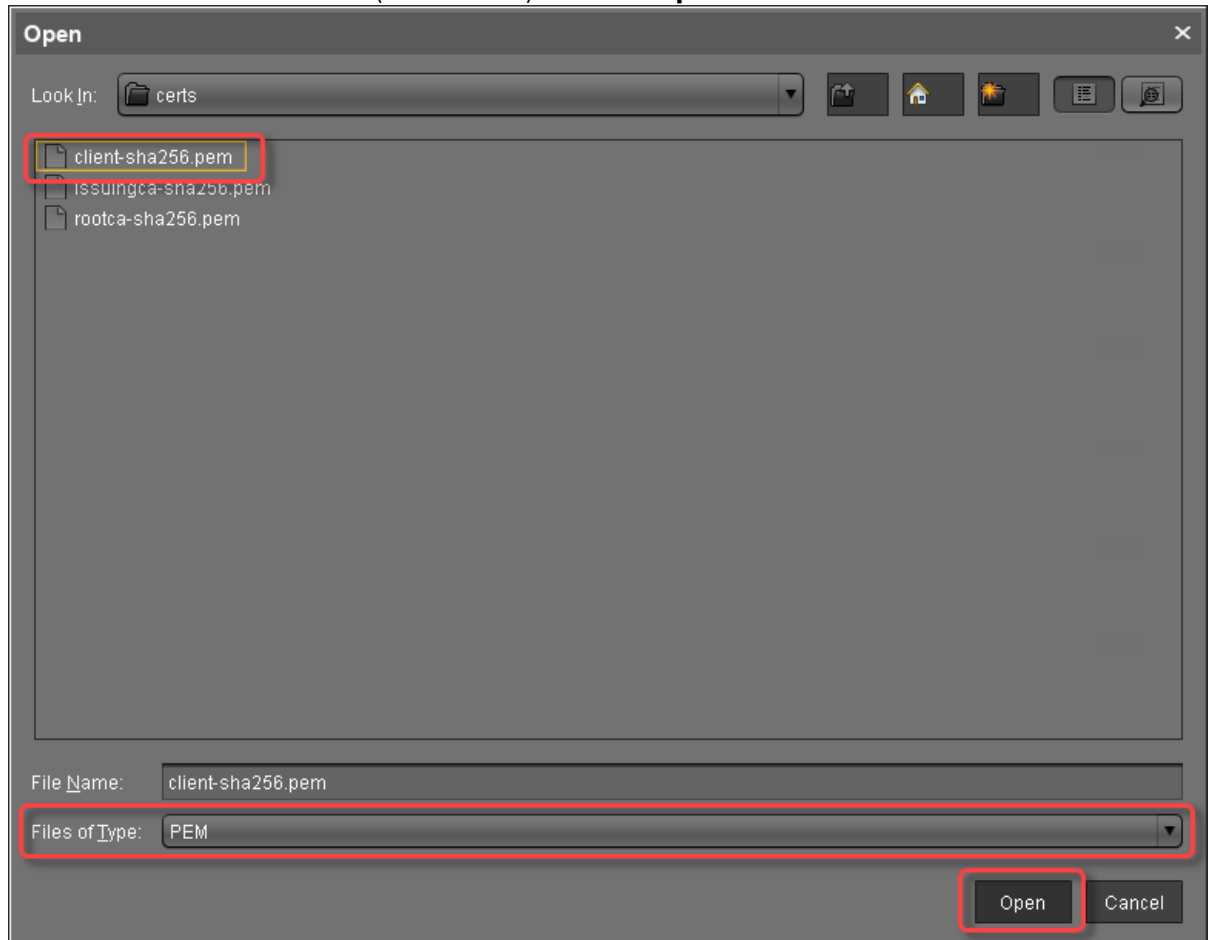 Open
Look In: certs
client-sha256.pem
issuingca-sha256.pem
rootca-sha256.pem
File Name: client-sha256.pem
Files of Type: PEM
Open Cancel